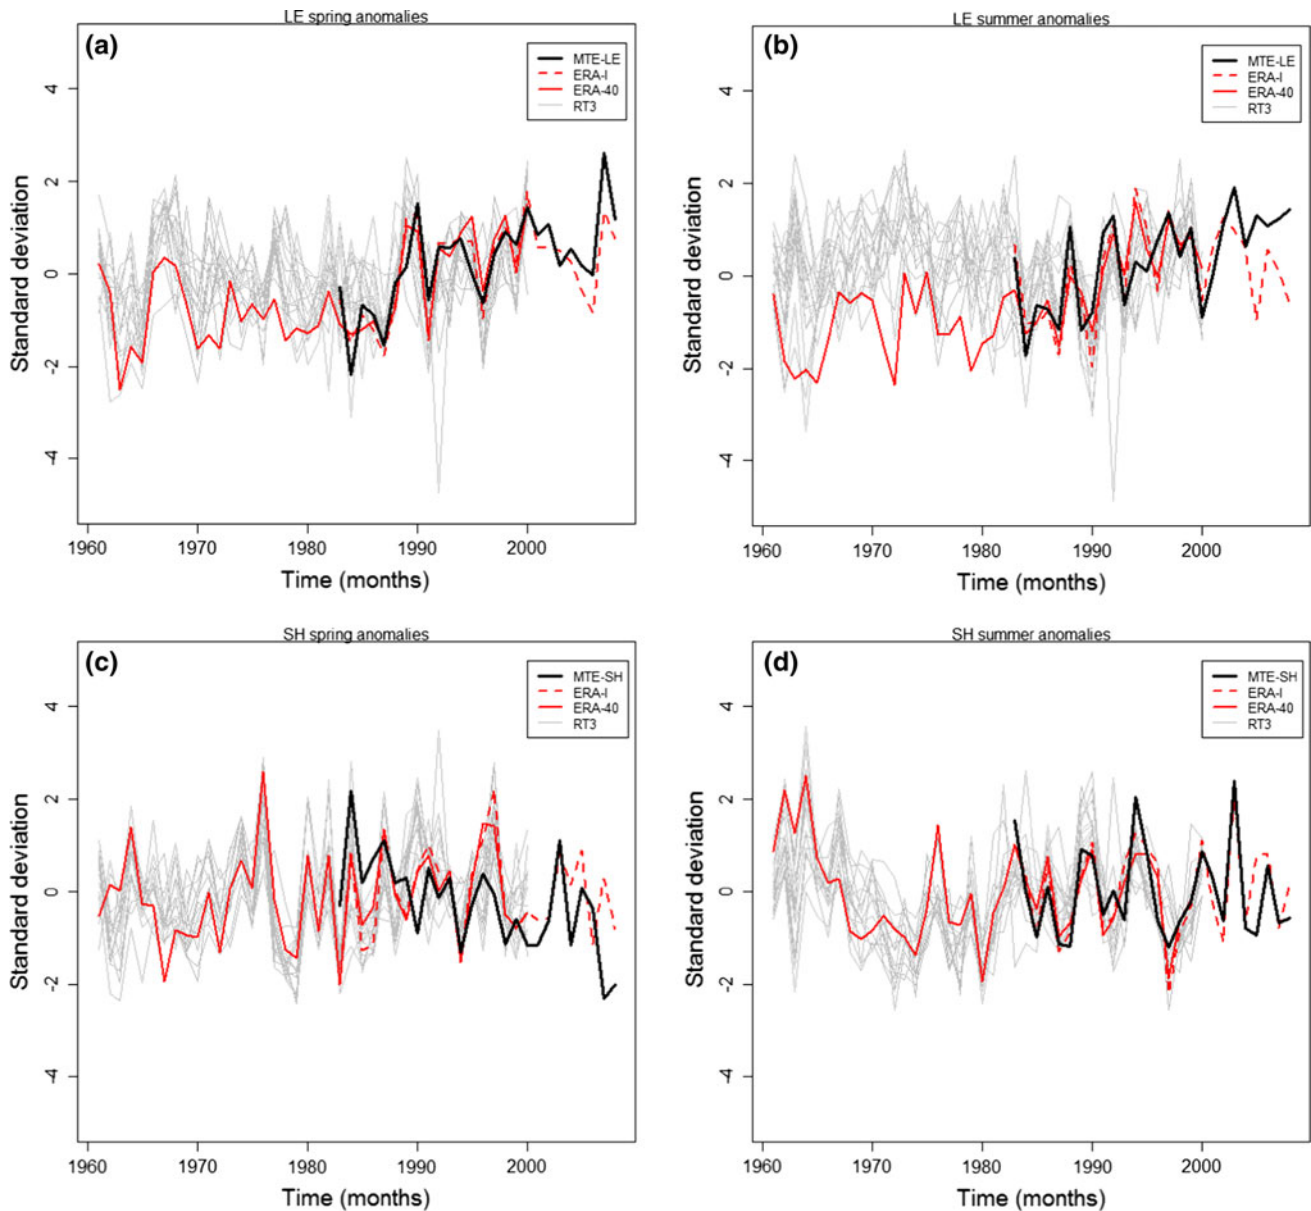 LE spring anomalies
(a)
MTE-LE
ERA-I
ERA-40
RT3
4
2
0
-2
-4
Standard deviation
1960 1970 1980 1990 2000
Time (months)
LE summer anomalies
(b)
MTE-LE
ERA-I
ERA-40
RT3
4
2
0
-2
-4
Standard deviation
1960 1970 1980 1990 2000
Time (months)
SH spring anomalies
(c)
MTE-SH
ERA-I
ERA-40
RT3
4
2
0
-2
-4
Standard deviation
1960 1970 1980 1990 2000
Time (months)
SH summer anomalies
(d)
MTE-SH
ERA-I
ERA-40
RT3
4
2
0
-2
-4
Standard deviation
1960 1970 1980 1990 2000
Time (months)